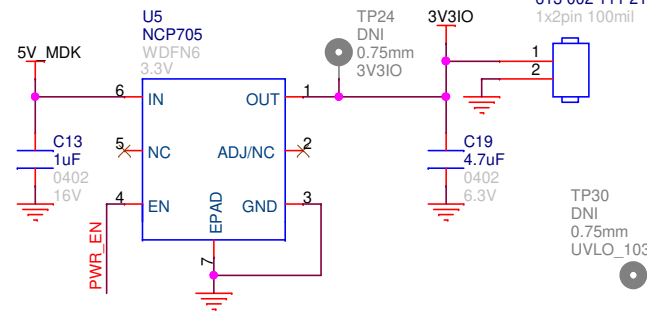 U5
NCP705
WDFN6
3.3V
TP24
DNI
0.75mm
3V3IO
3V3IO
1x2pin 100mil
5V_MDK
1
2
6
IN
OUT
1
C13
1uF
0402
16V
5
NC
ADJ/NC
2
C19
4.7uF
0402
6.3V
4
EN
EPAD
GND
3
PWR_EN
7
TP30
DNI
0.75mm
UVLO_103